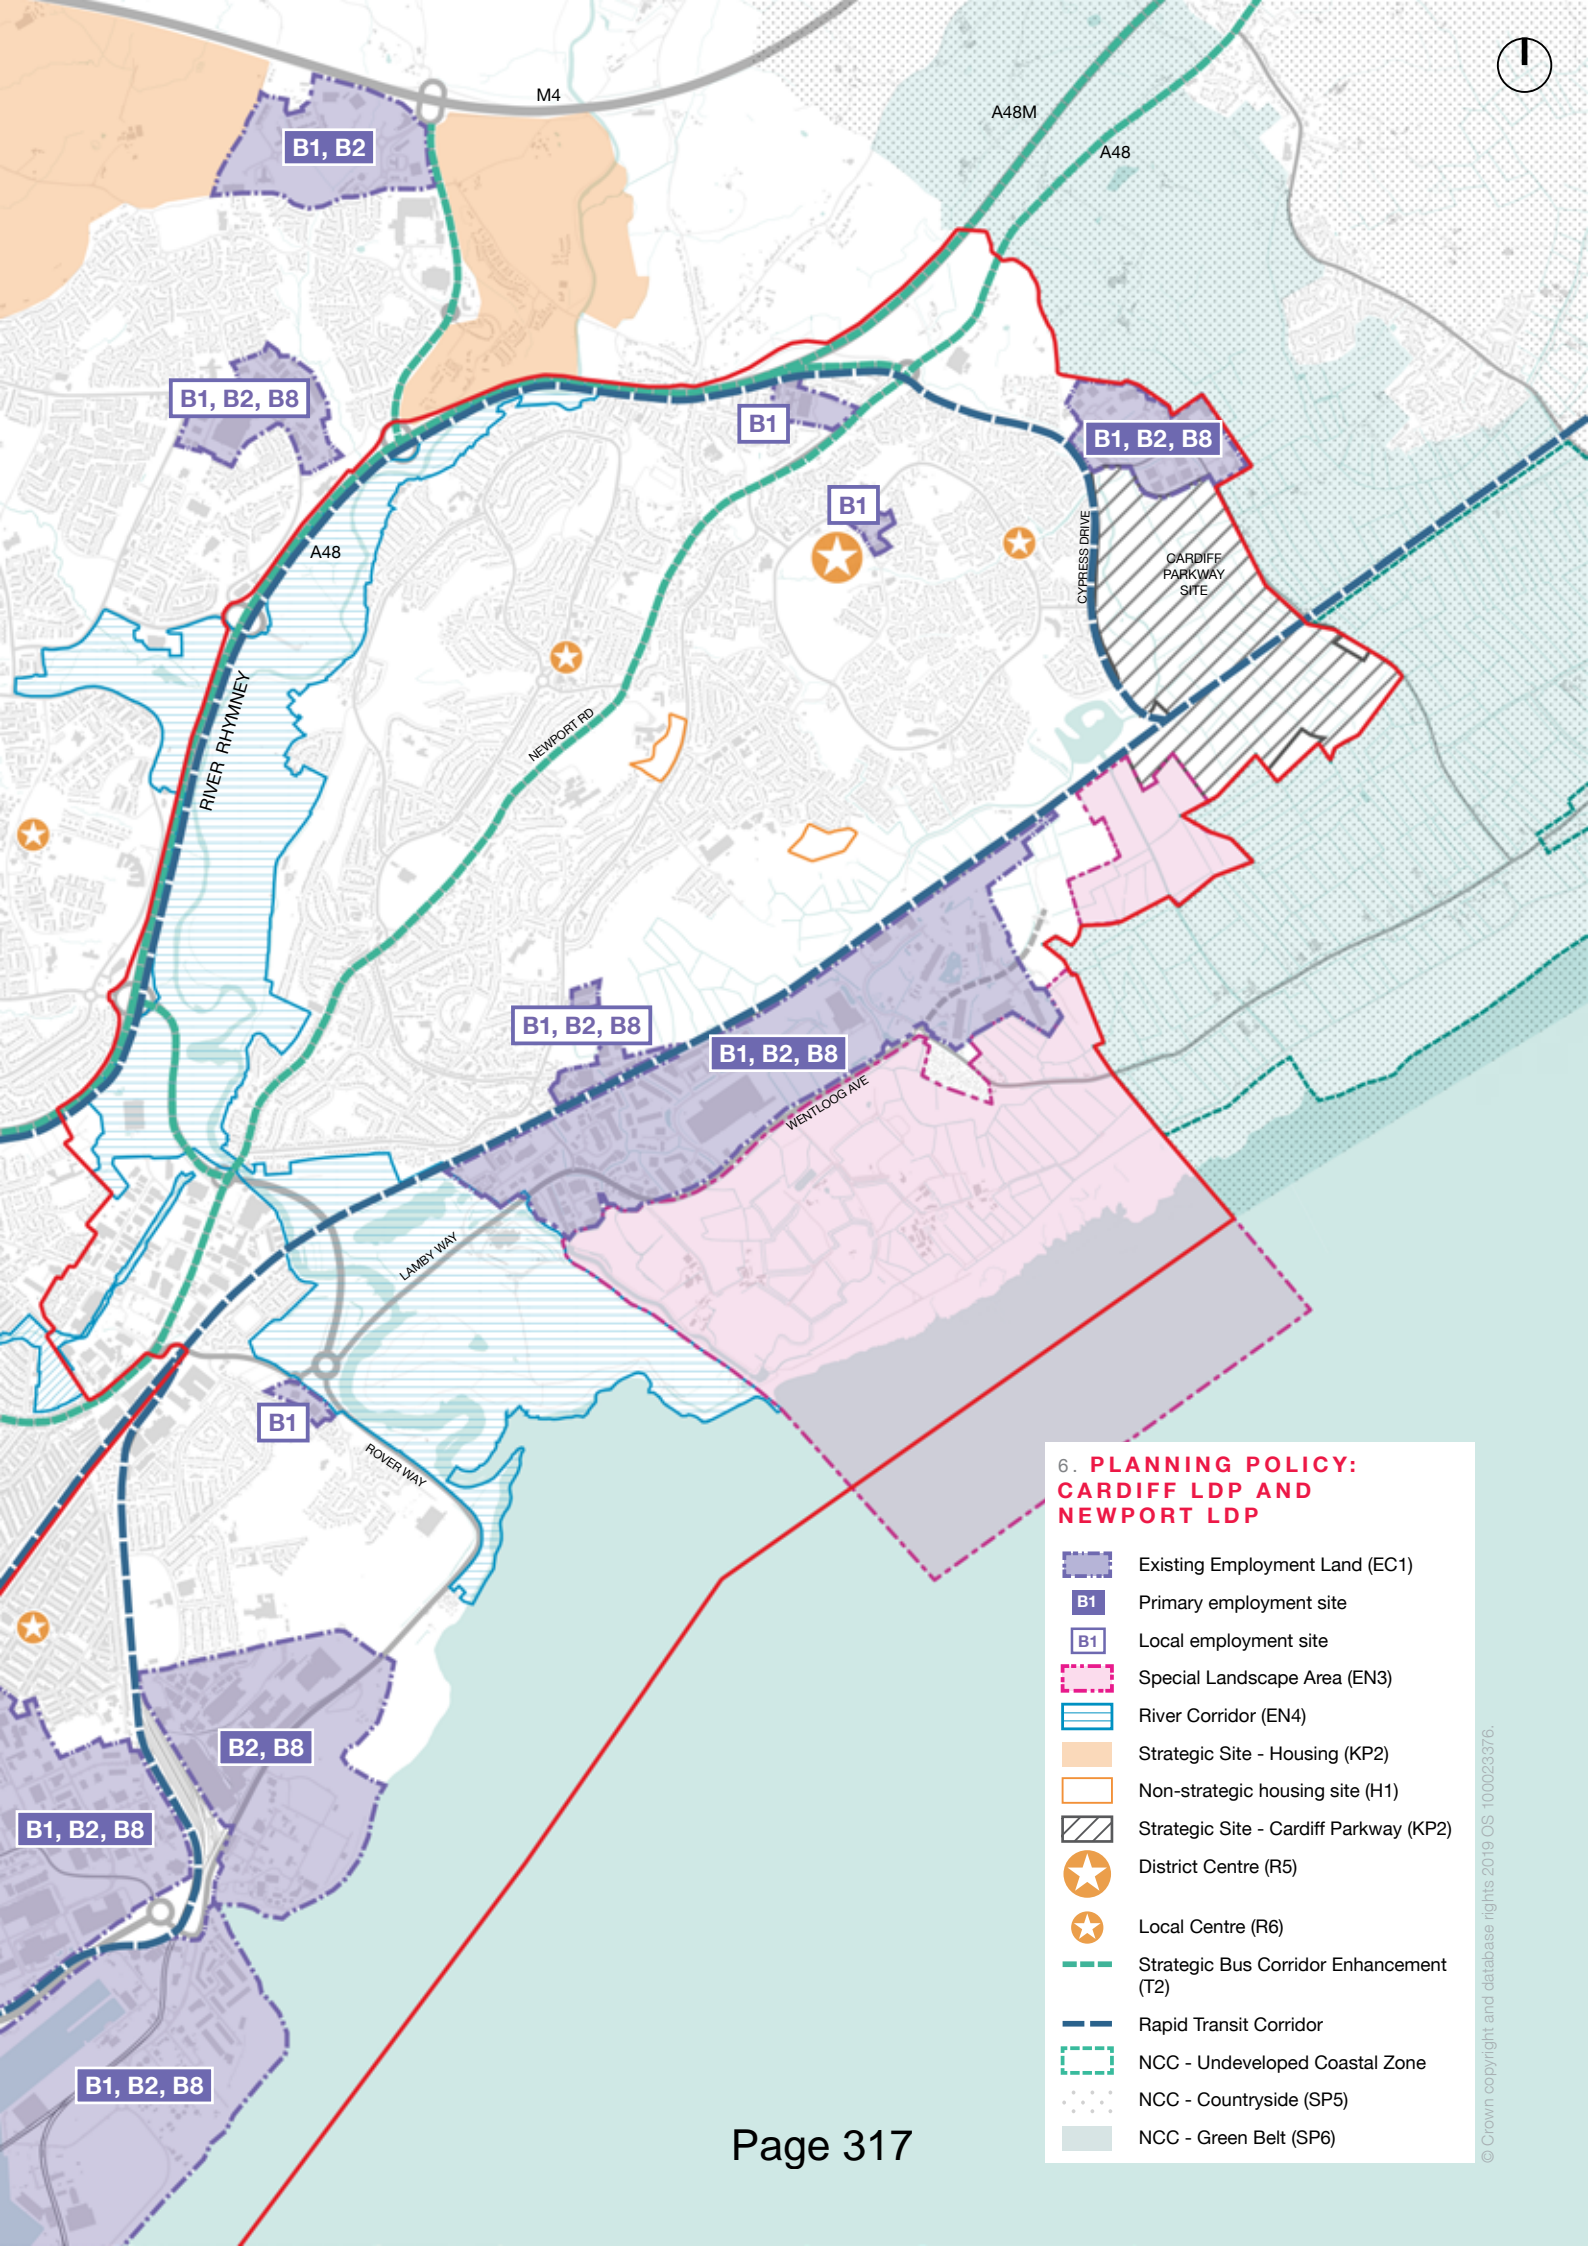 M4
A48M
A48
B1, B2
B1, B2, B8
B1
B1, B2, B8
B1
A48
CYPRESS DRIVE
CARDIFF
PARKWAY
SITE
RIVER RHYMNEY
NEWPORT RD
B1, B2, B8
B1, B2, B8
WENTLOOG AVE
LAMBY WAY
B1
ROVER WAY
B2, B8
B1, B2, B8
B1, B2, B8
6. PLANNING POLICY:
CARDIFF LDP AND
NEWPORT LDP
Existing Employment Land (EC1)
B1 Primary employment site
B1 Local employment site
Special Landscape Area (EN3)
River Corridor (EN4)
Strategic Site - Housing (KP2)
Non-strategic housing site (H1)
Strategic Site - Cardiff Parkway (KP2)
District Centre (R5)
Local Centre (R6)
Strategic Bus Corridor Enhancement
(T2)
Rapid Transit Corridor
NCC - Undeveloped Coastal Zone
NCC - Countryside (SP5)
NCC - Green Belt (SP6)
© Crown copyright and database rights 2019 OS 100023376.
Page 317